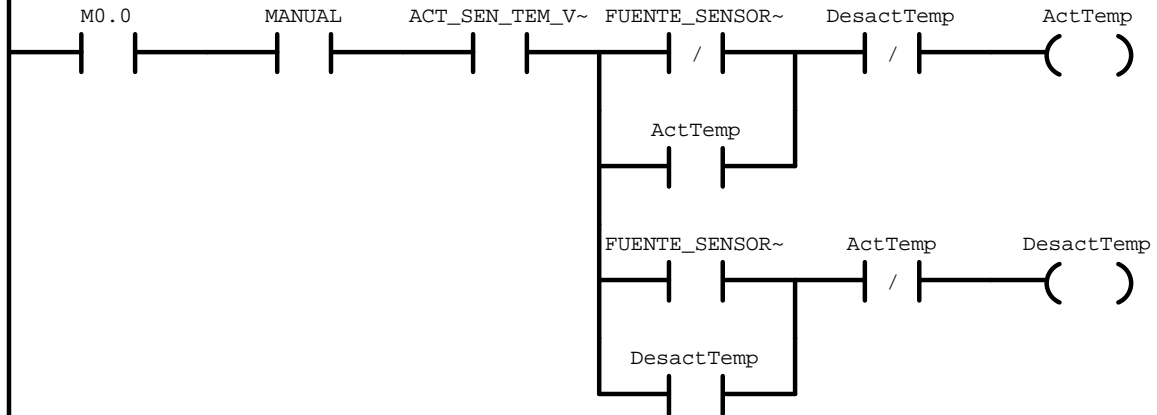 M0.0 MANUAL ACT_SEN_TEM_V~ FUENTE_SENSOR~ DesactTemp ActTemp
/ /
ActTemp
FUENTE_SENSOR~ ActTemp DesactTemp
/
DesactTemp